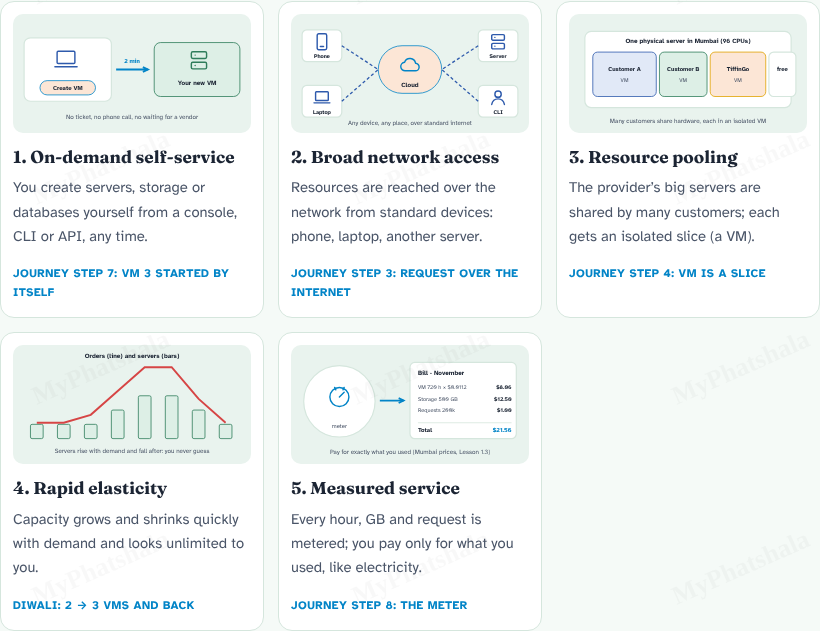 Create VM
2 min
Your new VM
No ticket, no phone call, no waiting for a vendor
1. On-demand self-service
You create servers, storage or
databases yourself from a console,
CLI or API, any time.
JOURNEY STEP 7: VM 3 STARTED BY
ITSELF
Phone
Server
Cloud
Laptop
CLI
Any device, any place, over standard internet
2. Broad network access
Resources are reached over the
network from standard devices:
phone, laptop, another server.
JOURNEY STEP 3: REQUEST OVER THE
INTERNET
One physical server in Mumbai (96 CPUs)
Customer A
VM
Customer B
VM
TiffinGo
VM
free
Many customers share hardware, each in an isolated VM
3. Resource pooling
The provider's big servers are
shared by many customers; each
gets an isolated slice (a VM).
JOURNEY STEP 4: VM IS A SLICE
Orders (line) and servers (bars)
Servers rise with demand and fall after: you never guess
4. Rapid elasticity
Capacity grows and shrinks quickly
with demand and looks unlimited to
you.
DIWALI: 2 → 3 VMS AND BACK
meter
Bill - November
VM 720 h x $0.0112 $8.06
Storage 500 GB $12.50
Requests 200k $1.00
Total $21.56
Pay for exactly what you used (Mumbai prices, Lesson 1.3)
5. Measured service
Every hour, GB and request is
metered; you pay only for what you
used, like electricity.
JOURNEY STEP 8: THE METER
MyPhatshala